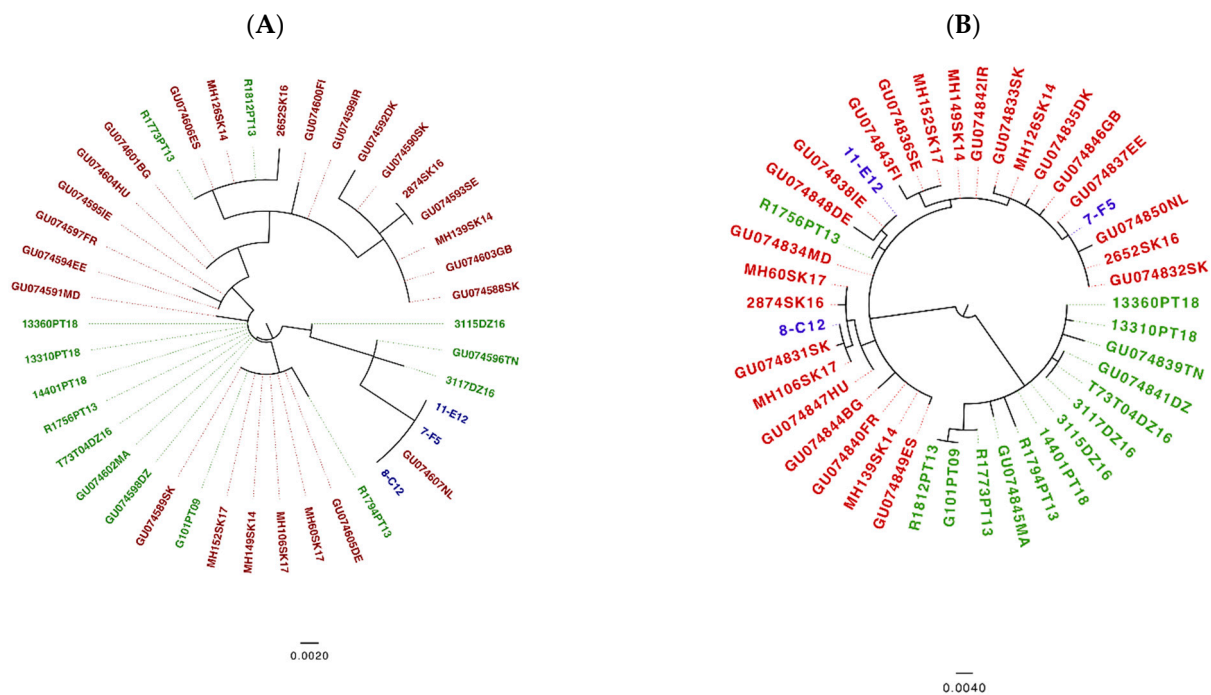 (A)
R1773PT13
GU074606ES
MH126SK14
R1812PT13
2652SK16
GU074600FI
GU074599IR
GU074592DK
GU074590SK
2874SK16
GU074593SE
MH139SK14
GU074603GB
GU074588SK
3115DZ16
GU074596TN
3117DZ16
11-E12
7-F5
GU074607NL
8-C12
R1794PT13
GU074605DE
MH60SK17
MH106SK17
MH149SK14
MH152SK17
G101PT09
GU074589SK
GU074598DZ
GU074602MA
T73T04DZ16
R1756PT13
14401PT18
13310PT18
13360PT18
GU074591MD
GU074594EE
GU074597FR
GU074595IE
GU074604HU
GU074601BG
0.0020
(B)
R1756PT13
GU074848DE
GU074838IE
11-E12
GU074843FI
GU074836SE
MH152SK17
MH149SK14
GU074842IR
GU074833SK
MH126SK14
GU074835DK
GU074846GB
GU074837EE
7-F5
GU074850NL
2652SK16
GU074832SK
13360PT18
13310PT18
GU074839TN
GU074841DZ
T73T04DZ16
3117DZ16
3115DZ16
14401PT18
R1794PT13
GU074845MA
R1773PT13
G101PT09
R1812PT13
GU074849ES
MH139SK14
GU074840FR
GU074844BG
GU074847HU
MH106SK17
GU074831SK
8-C12
2874SK16
MH60SK17
GU074834MD
0.0040